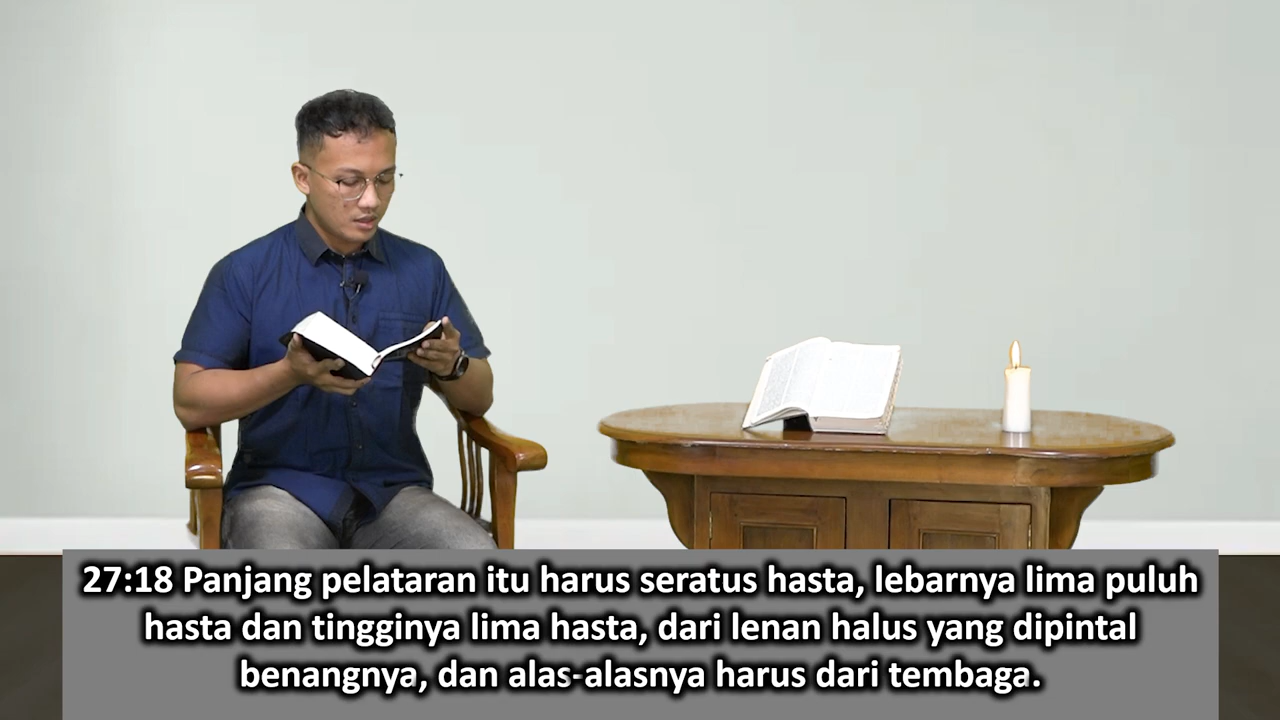 27:18 Panjang pelataran itu harus seratus hasta, lebarnya lima puluh
hasta dan tingginya lima hasta, dari lenan halus yang dipintal
benangnya, dan alas-alasnya harus dari tembaga.